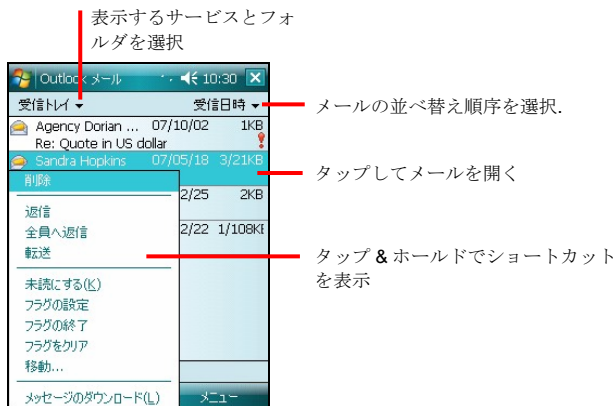 表示するサービスとフォ
ルダを選択
Outlook メール 10:30
受信トレイ 受信日時
メールの並べ替え順序を選択.
Agency Dorian ... 07/10/02 1KB
Re: Quote in US dollar
Sandra Hopkins 07/05/18 3/21KB
タップしてメールを開く
削除
2/25 2KB
返信
全員へ返信
2/22 1/108KE
転送
タップ & ホールドでショートカット
を表示
未読にする(K)
フラグの設定
フラグの終了
フラグをクリア
移動...
メッセージのダウンロード(L)
メニュー